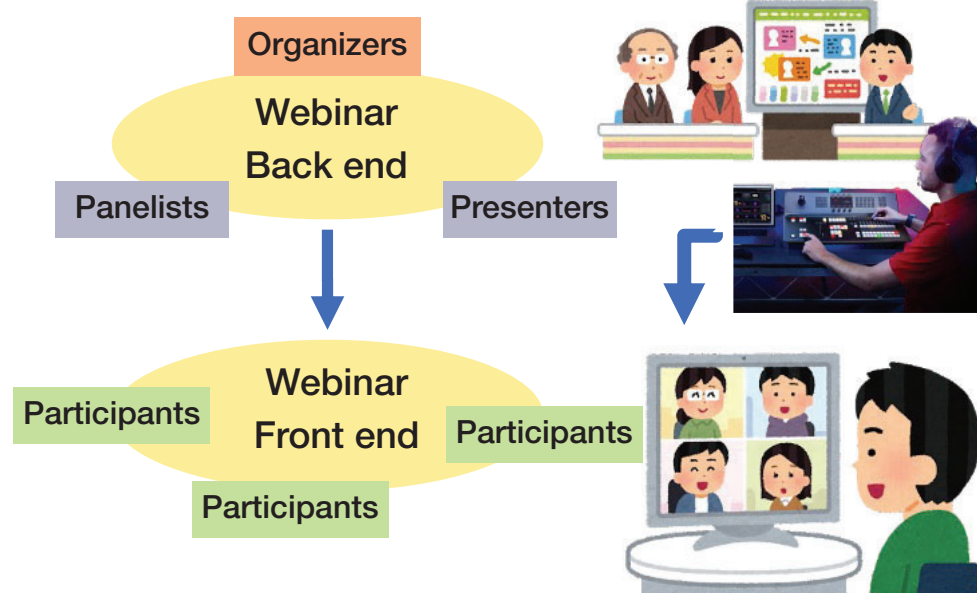 Organizers
Webinar
Back end
Panelists
Presenters
Webinar
Front end
Participants
Participants
Participants